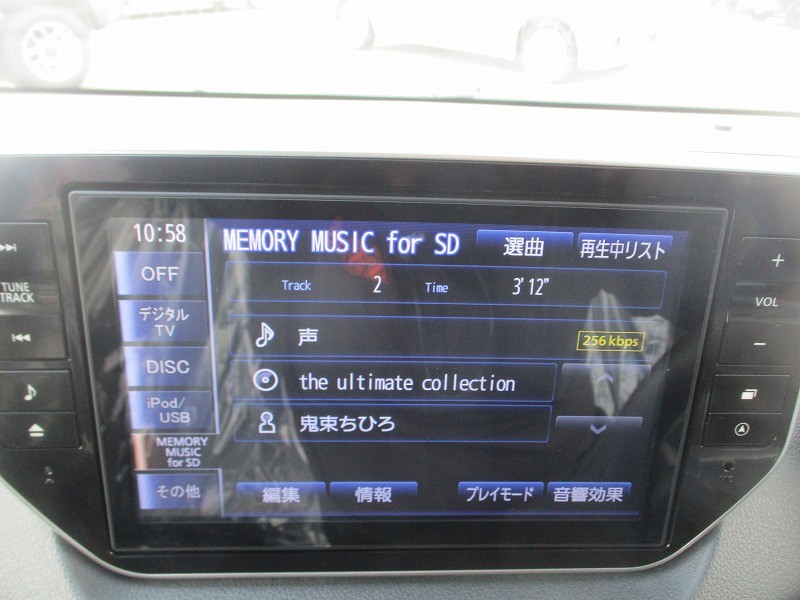 10:58
MEMORY MUSIC for SD
選曲
再生中リスト
OFF
Track 2 Time 3'12"
デジタル
TV
声
256 kbps
DISC
the ultimate collection
iPod/
USB
鬼束ちひろ
MEMORY
MUSIC
for SD
その他
編集
情報
プレイモード
音響効果
TUNE
TRACK
+
VOL
−